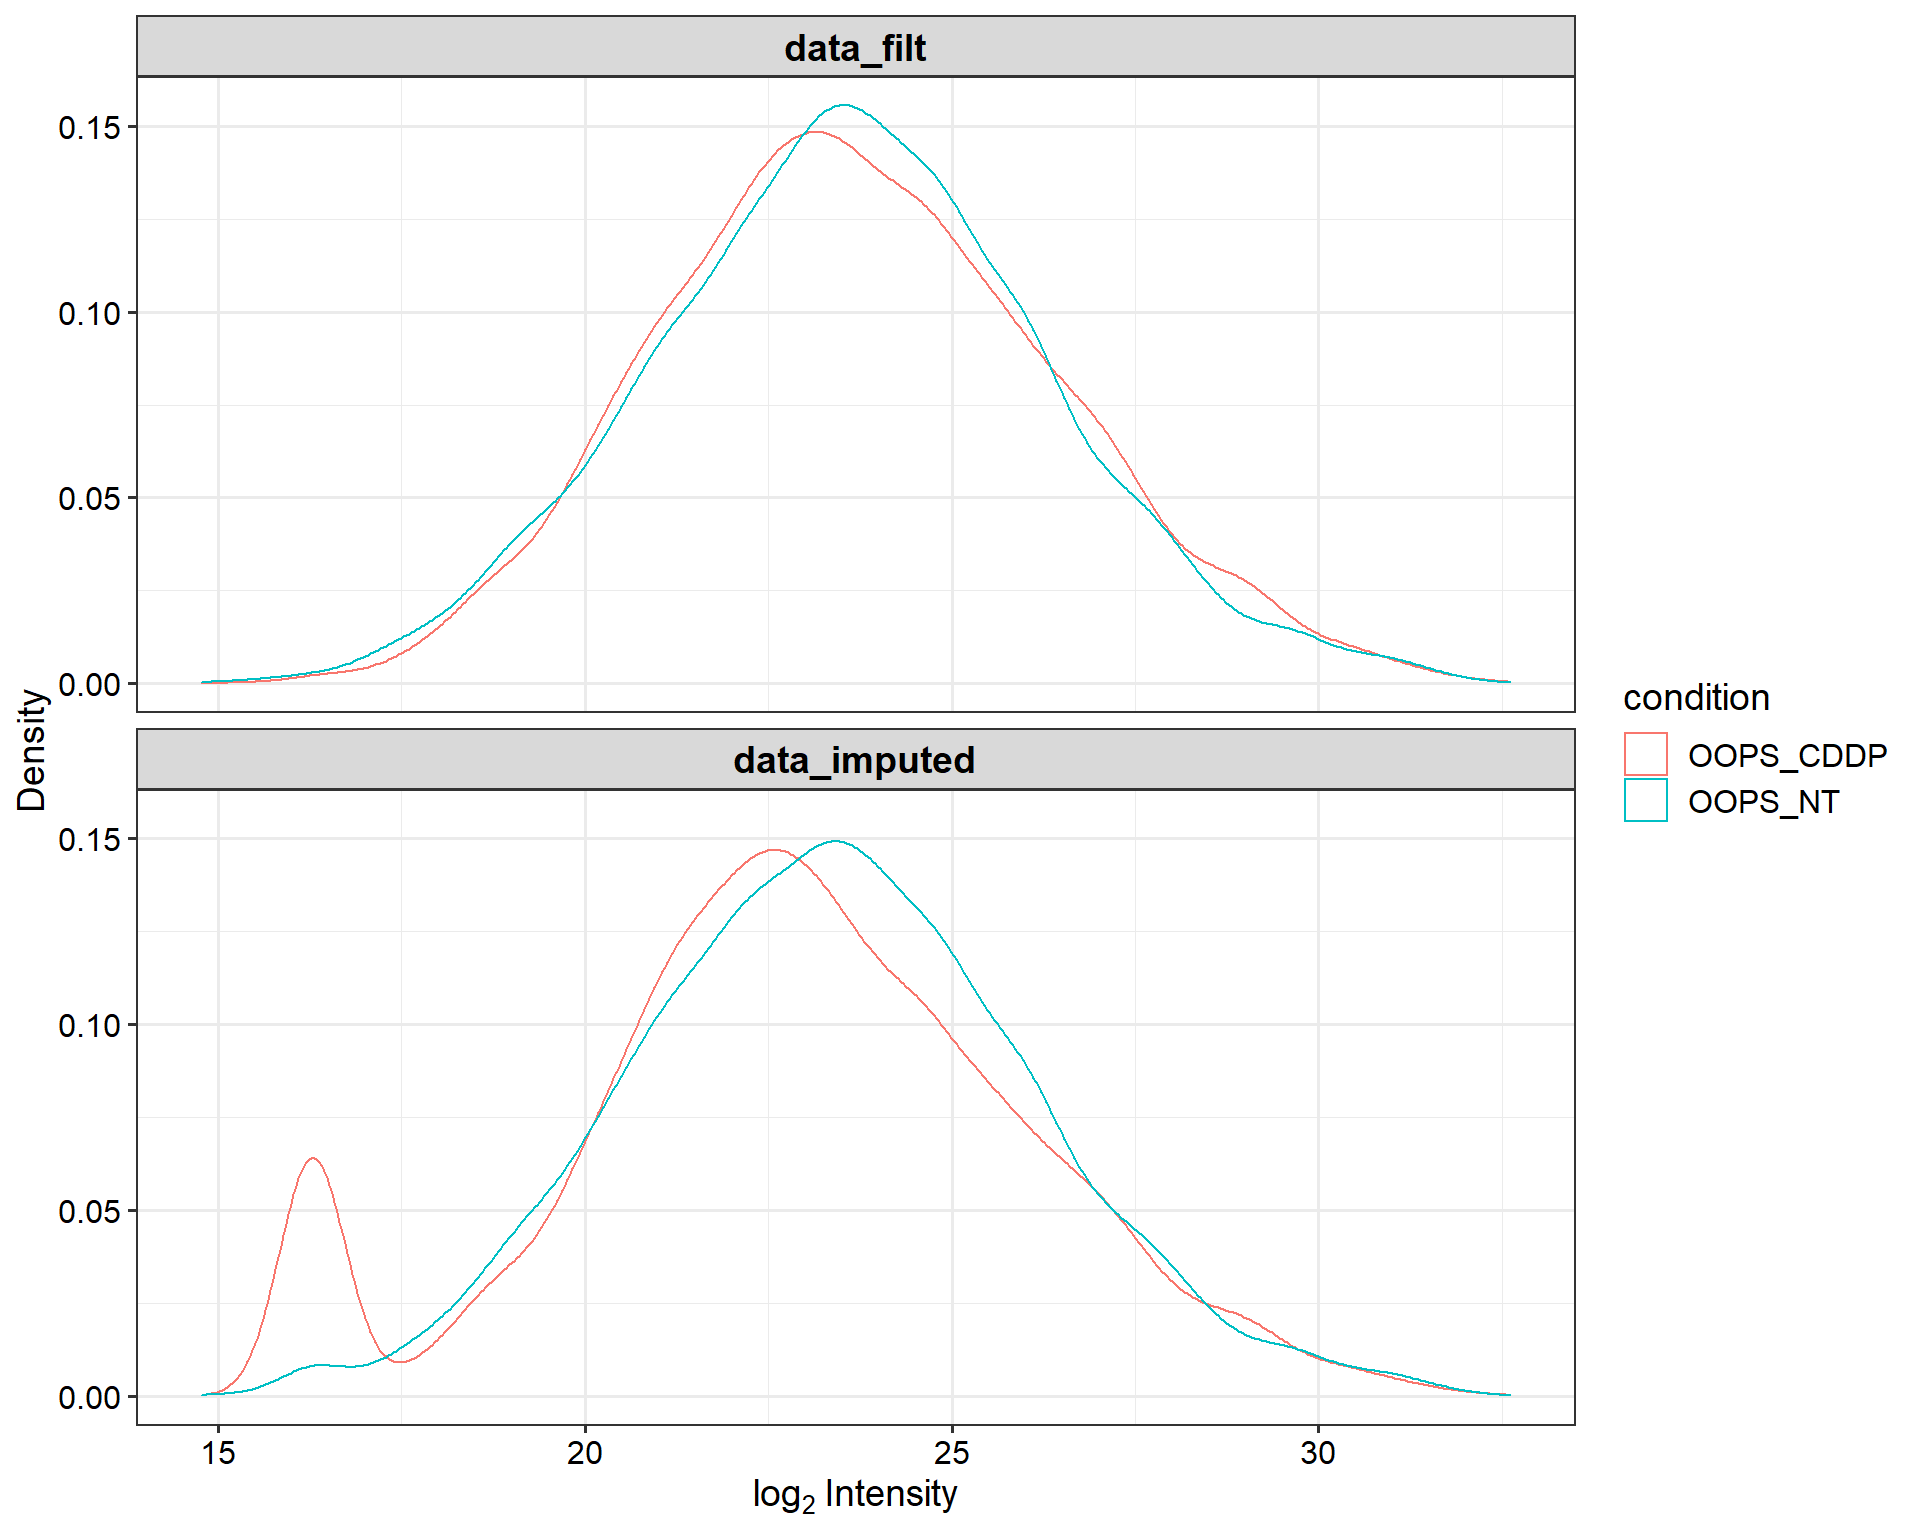 data_filt
0.15
0.10
0.05
0.00
Density
data_imputed
0.15
0.10
0.05
0.00
15 20 25 30
log₂ Intensity
condition
OOPS_CDDP
OOPS_NT